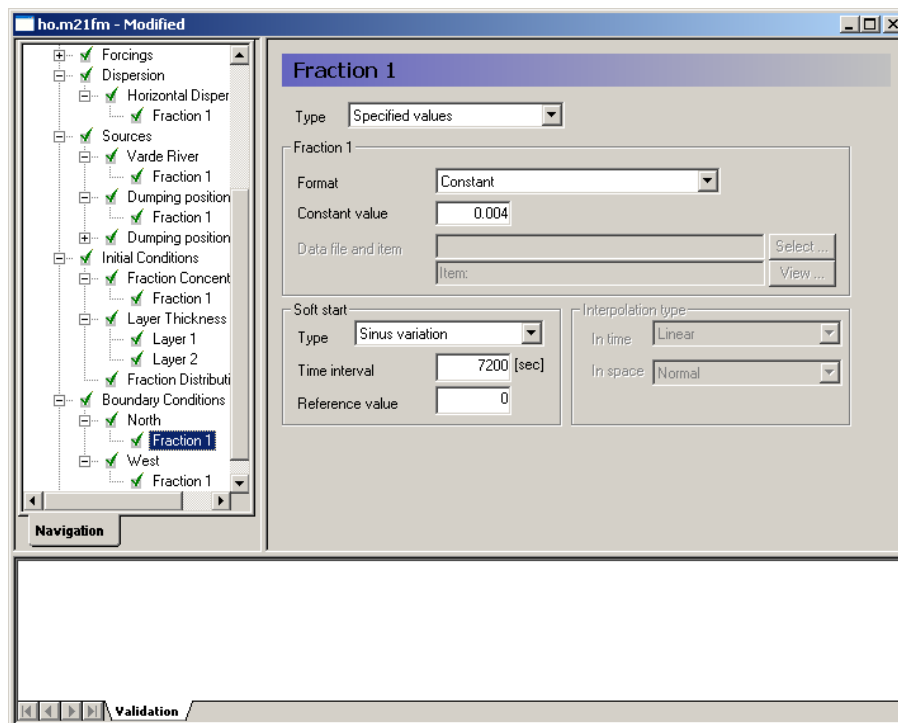 ho.m21fm - Modified
Forcings
Dispersion
Horizontal Disper
Fraction 1
Sources
Varde River
Fraction 1
Dumping position
Fraction 1
Dumping position
Initial Conditions
Fraction Concent
Fraction 1
Layer Thickness
Layer 1
Layer 2
Fraction Distributi
Boundary Conditions
North
Fraction 1
West
Fraction 1
Navigation
Fraction 1
Type Specified values
Fraction 1
Format Constant
Constant value 0.004
Data file and item Select ...
Item: View ...
Soft start
Type Sinus variation
Time interval 7200 [sec]
Reference value 0
Interpolation type
In time Linear
In space Normal
Validation